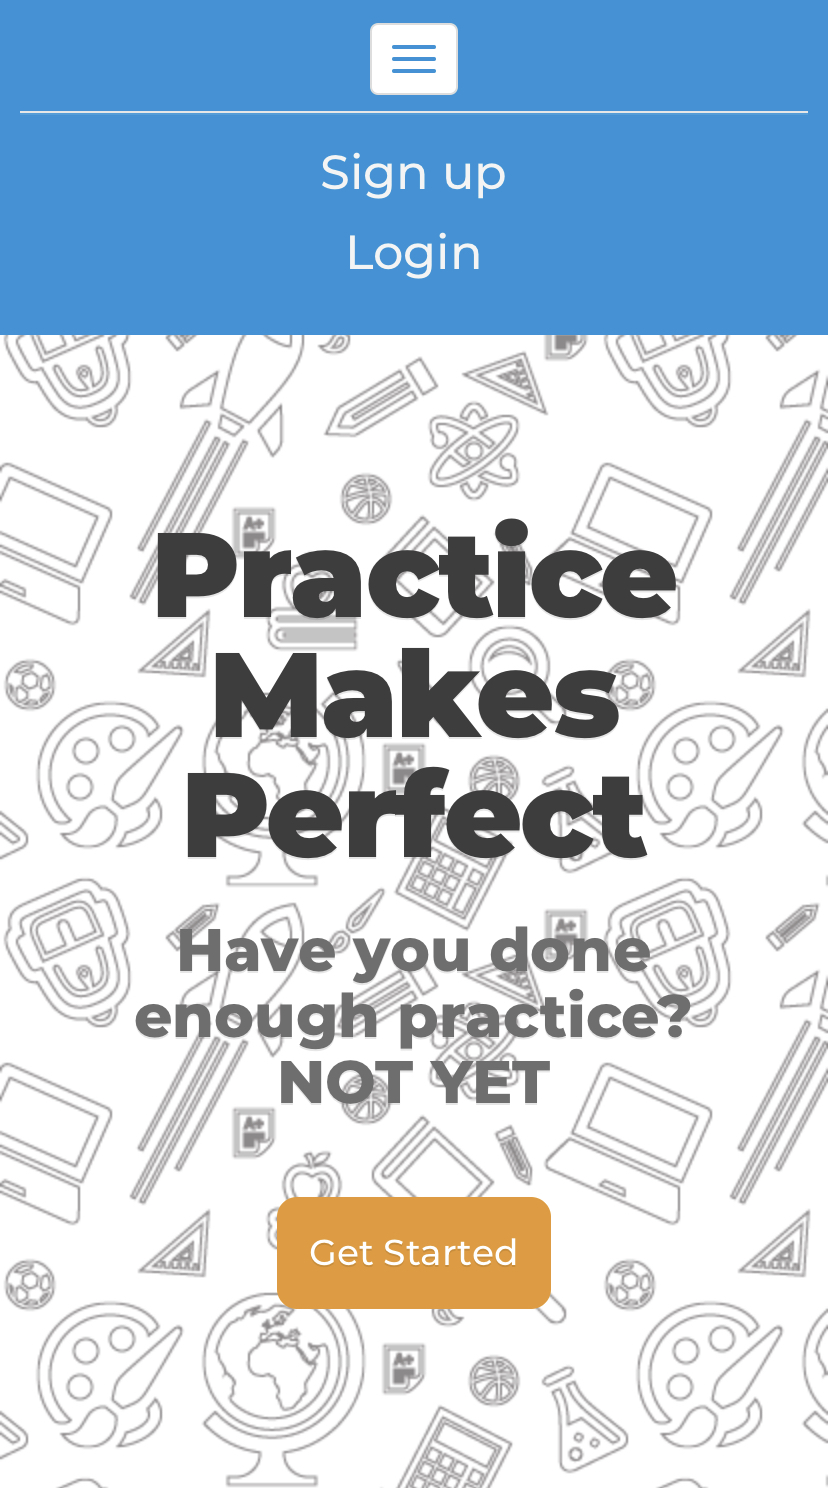 Sign up
Login
A+
A+
Practice
Makes
A+
Perfect
A+
Have you done
enough practice?
NOT YET
A+
Get Started
A+